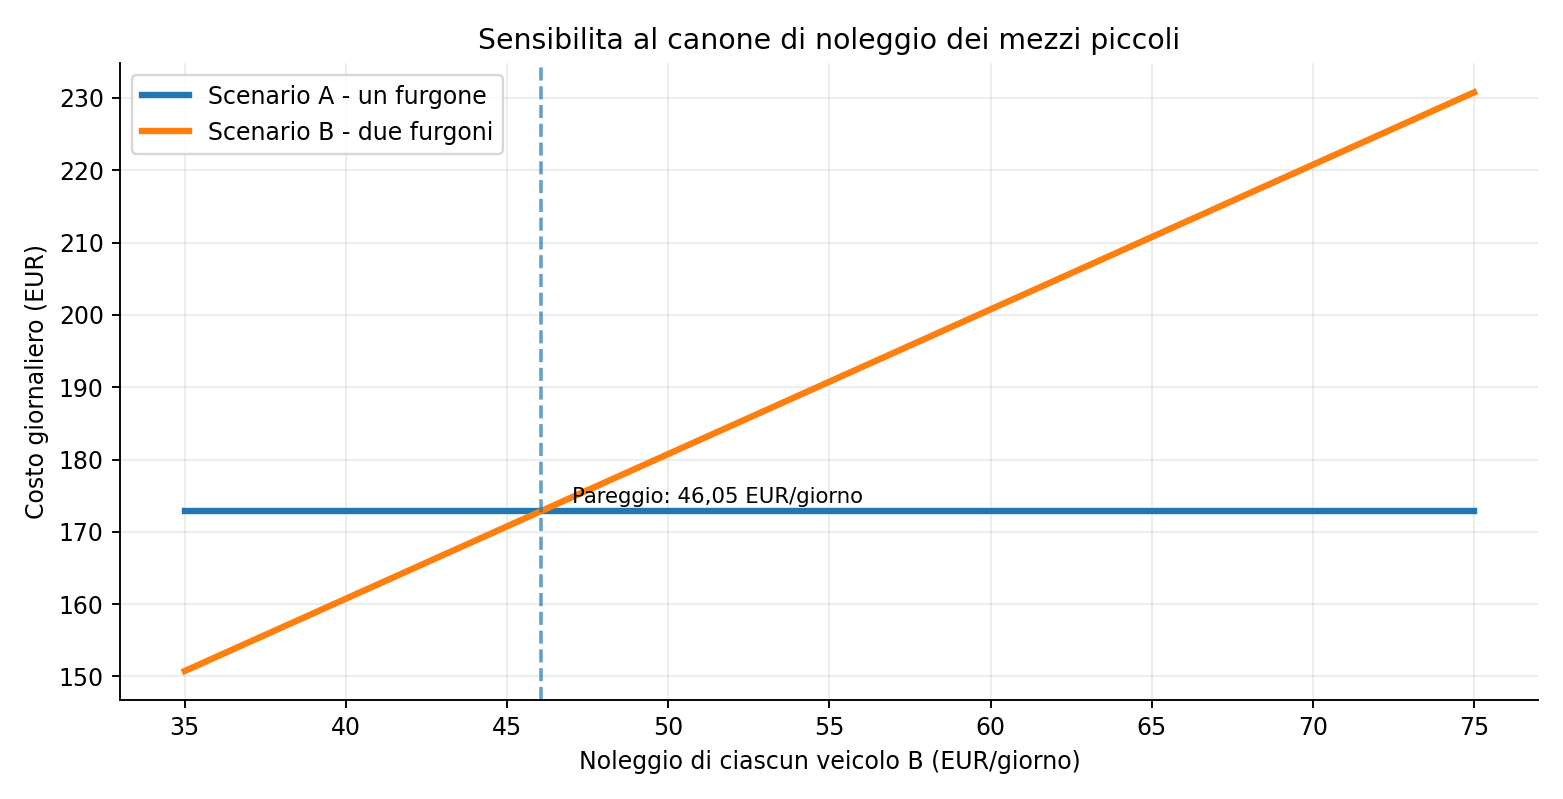 Sensibilita al canone di noleggio dei mezzi piccoli
Scenario A - un furgone
Scenario B - due furgoni
Costo giornaliero (EUR)
230
220
210
200
190
180
170
160
150
Pareggio: 46,05 EUR/giorno
35 40 45 50 55 60 65 70 75
Noleggio di ciascun veicolo B (EUR/giorno)